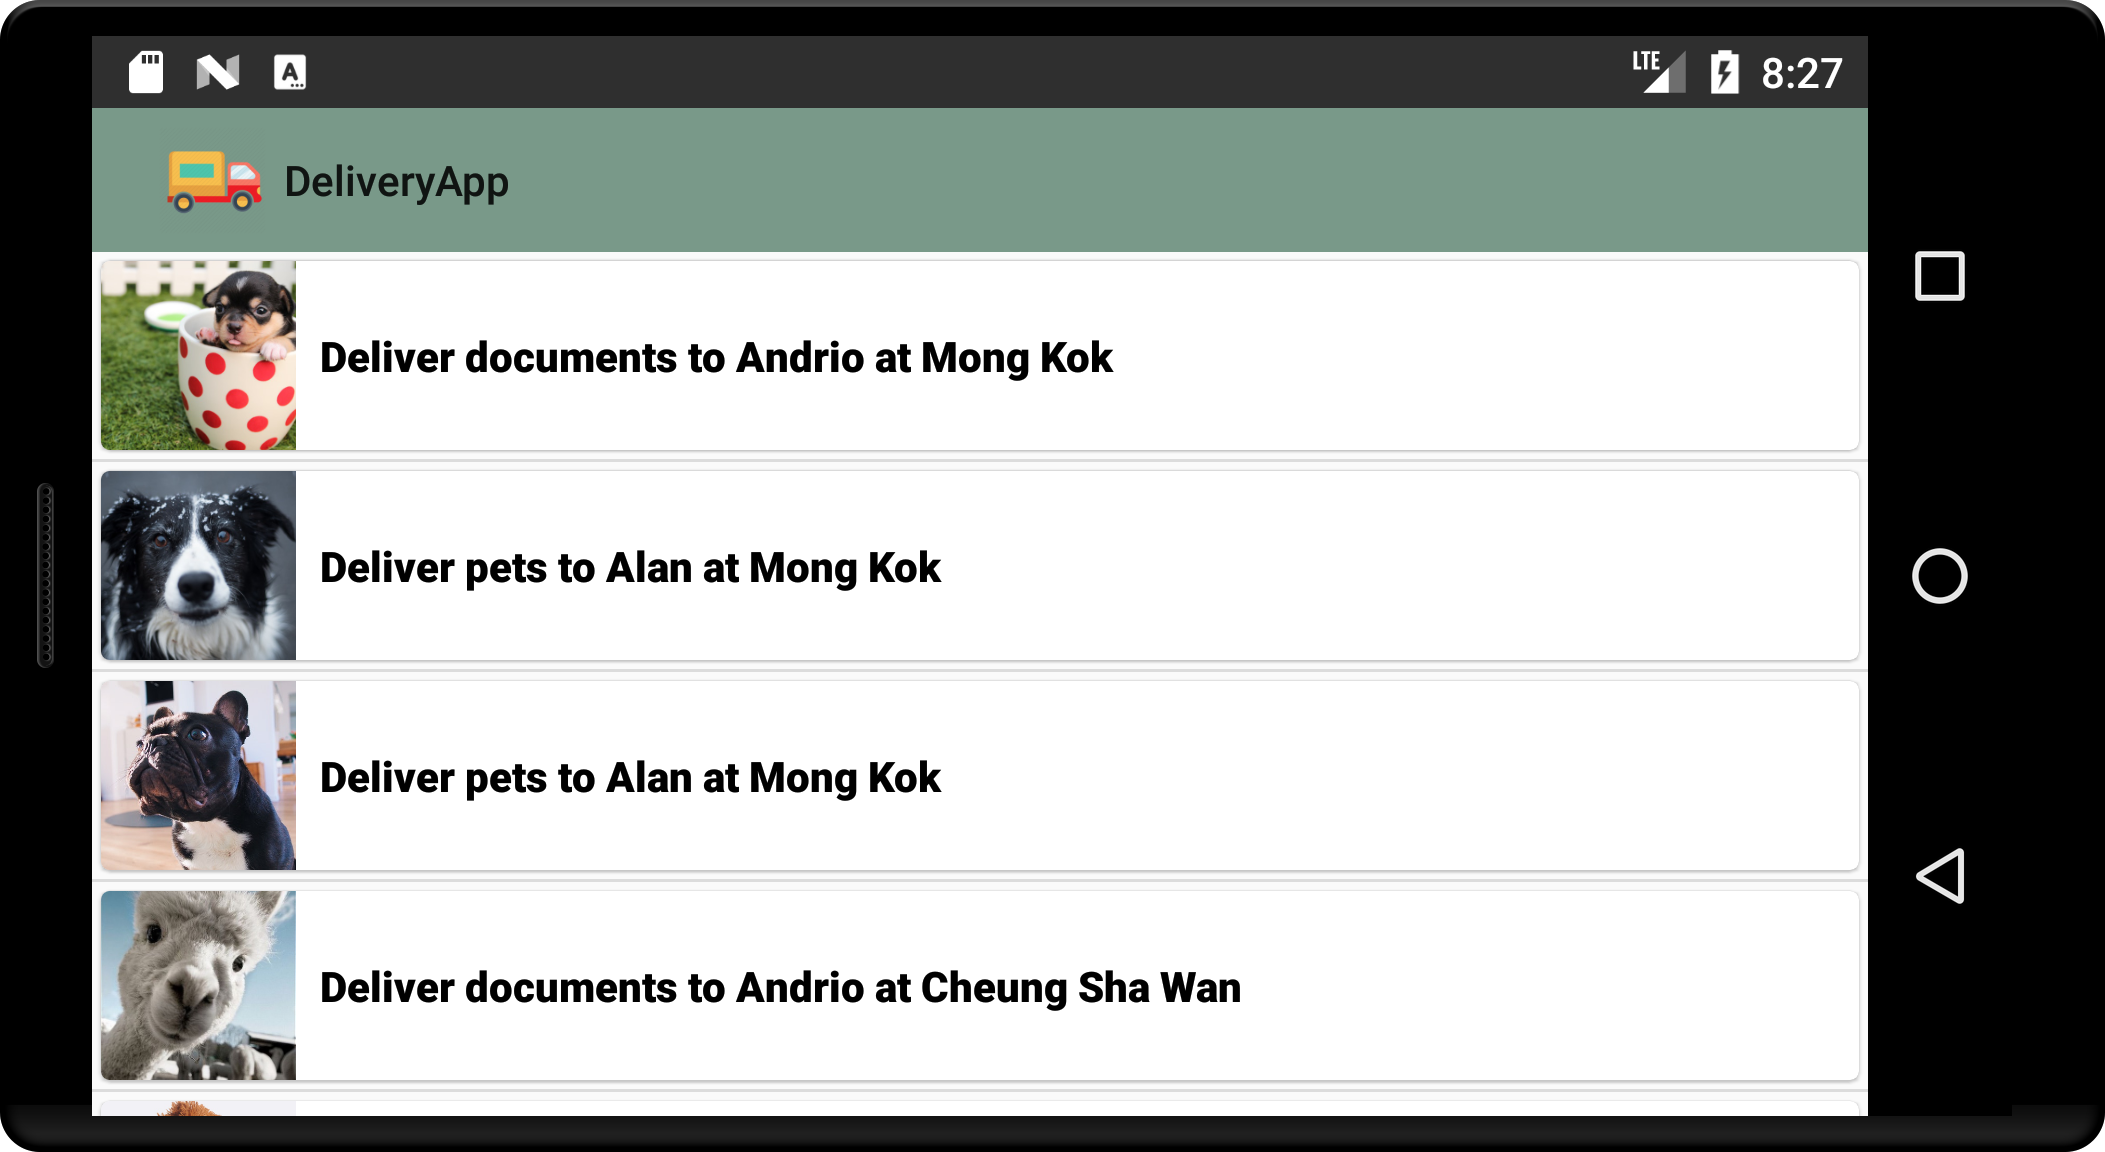 LTE 8:27
DeliveryApp
Deliver documents to Andrio at Mong Kok
Deliver pets to Alan at Mong Kok
Deliver pets to Alan at Mong Kok
Deliver documents to Andrio at Cheung Sha Wan